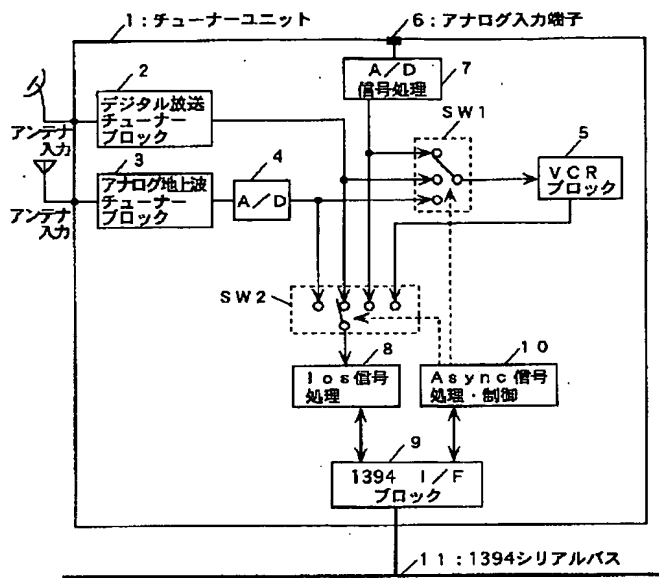 1:チューナーユニット
6:アナログ入力端子
A/D
信号処理
7
2
デジタル放送
チューナー
ブロック
アンテナ
入力
SW1
5
VCR
ブロック
3
アナログ地上波
チューナー
ブロック
4
A/D
アンテナ
入力
SW2
8
Ios信号
処理
10
Async信号
処理・制御
9
1394 I/F
ブロック
11:1394シリアルバス